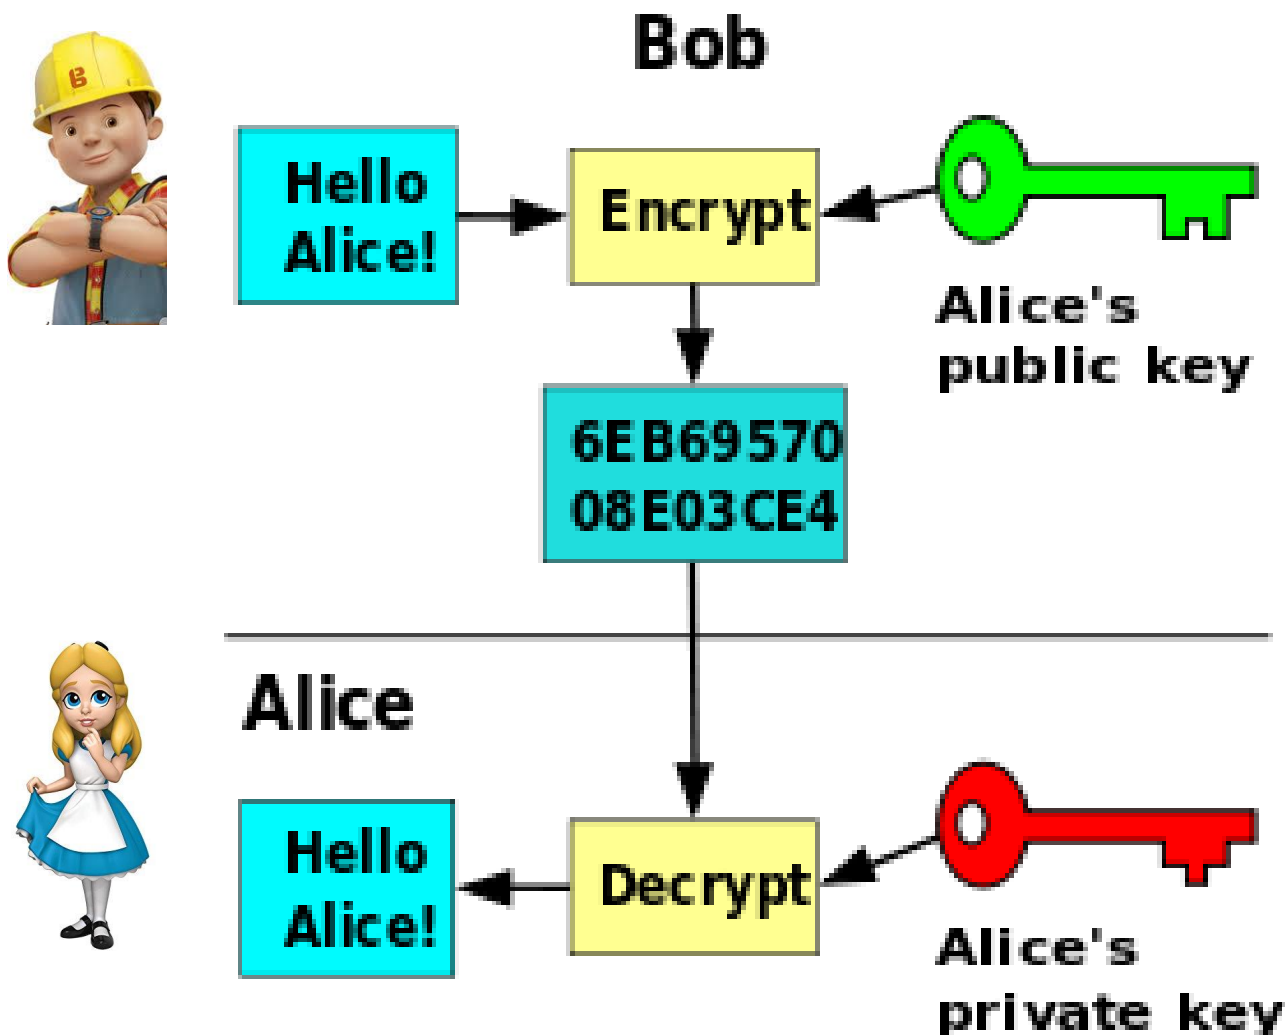 Bob
Hello
Alice!
Encrypt
Alice's
public key
6EB69570
08E03CE4
Alice
Hello
Alice!
Decrypt
Alice's
private key